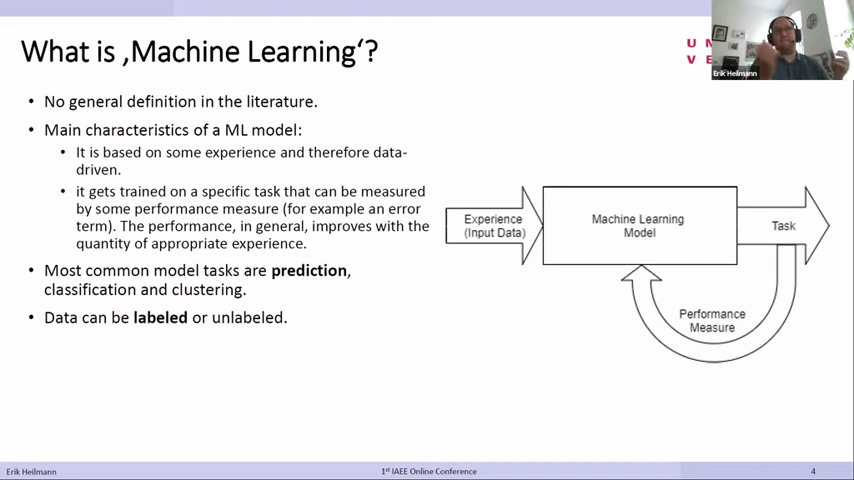 What is ‚Machine Learning‘?
U N
V E
Erik Heilmann
• No general definition in the literature.
• Main characteristics of a ML model:
• It is based on some experience and therefore data-
driven.
• it gets trained on a specific task that can be measured
by some performance measure (for example an error
term). The performance, in general, improves with the
quantity of appropriate experience.
• Most common model tasks are prediction,
classification and clustering.
• Data can be labeled or unlabeled.
Experience
(Input Data)
Machine Learning
Model
Task
Performance
Measure
Erik Heilmann
1st IAEE Online Conference
4